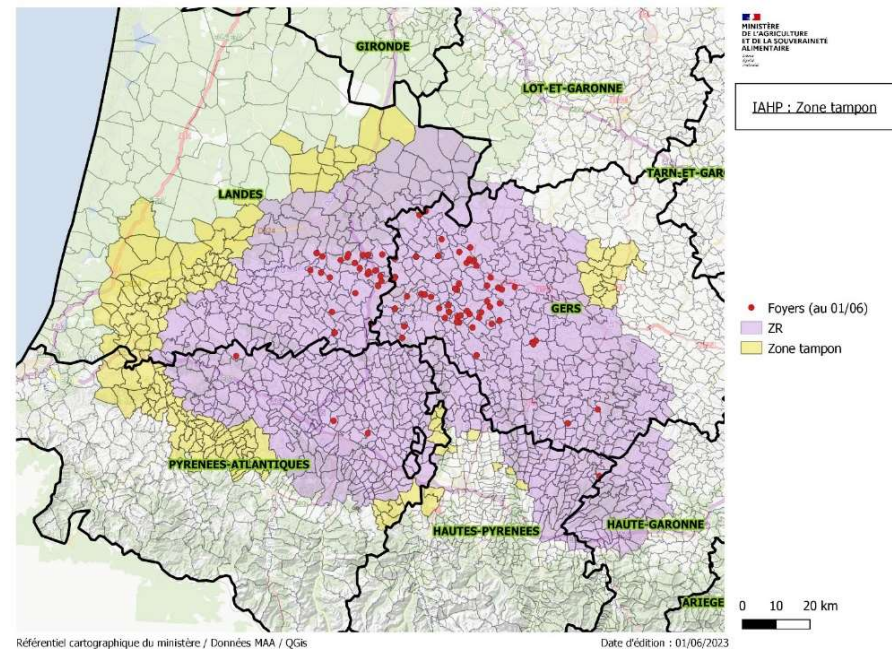 MINISTÈRE
DE L'AGRICULTURE
ET DE LA SOUVERAINETÉ
ALIMENTAIRE
IAHP : Zone tampon
GIRONDE
LOT-ET-GARONNE
TARN-ET-GARO
LANDES
GERS
PYRENEES-ATLANTIQUES
HAUTES-PYRENEES
HAUTE-GARONNE
ARIEGE
Foyers (au 01/06)
ZR
Zone tampon
0 10 20 km
Référentiel cartographique du ministère / Données MAA / QGis
Date d'édition : 01/06/2023